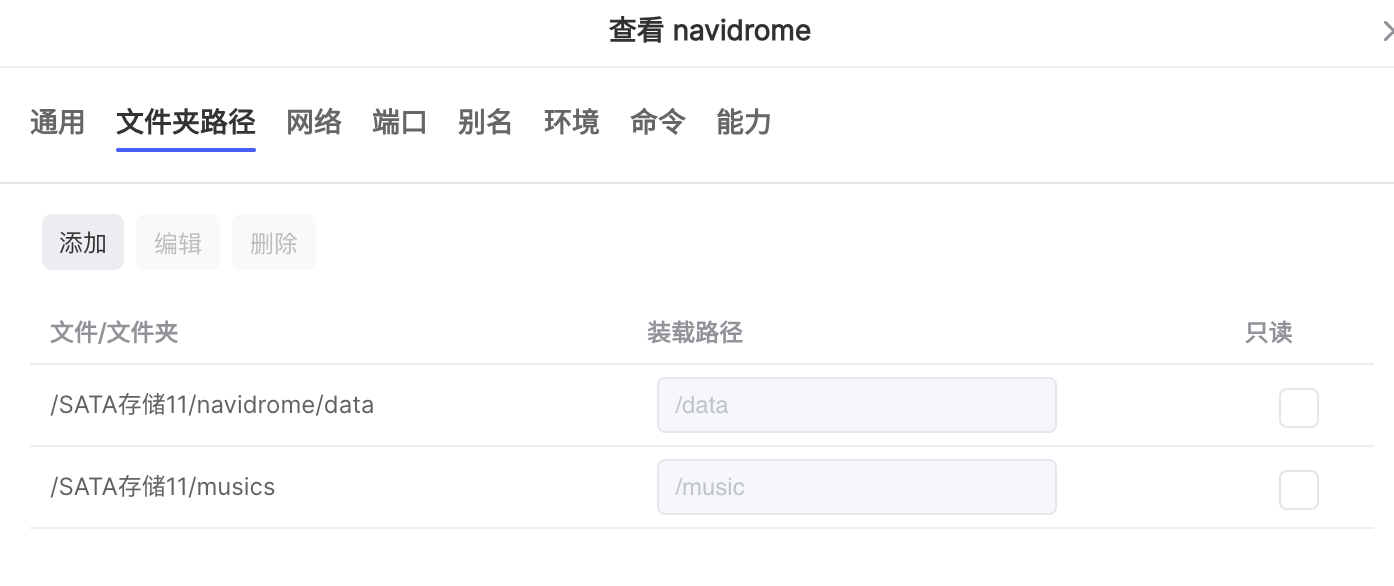 查看 navidrome
通用 文件夹路径 网络 端口 别名 环境 命令 能力
添加 编辑 删除
文件/文件夹 装载路径 只读
/SATA存储11/navidrome/data /data
/SATA存储11/musics /music